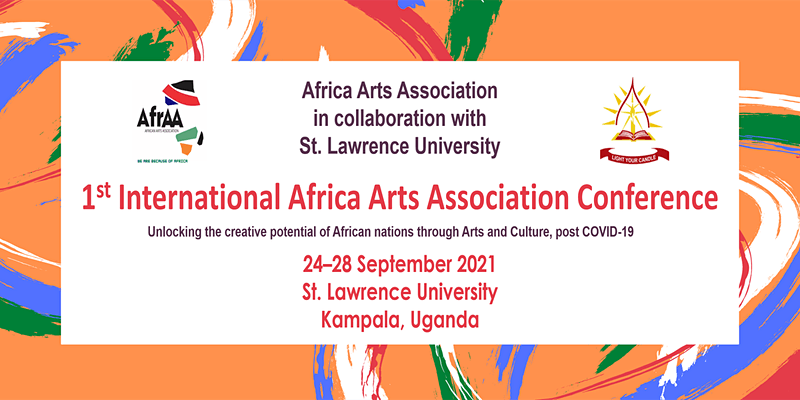 AfrAA
AFRICAN ARTS ASSOCIATION
WE ARE BECAUSE OF AFRICA
Africa Arts Association
in collaboration with
St. Lawrence University
LIGHT YOUR CANDLE
1st International Africa Arts Association Conference
Unlocking the creative potential of African nations through Arts and Culture, post COVID-19
24–28 September 2021
St. Lawrence University
Kampala, Uganda